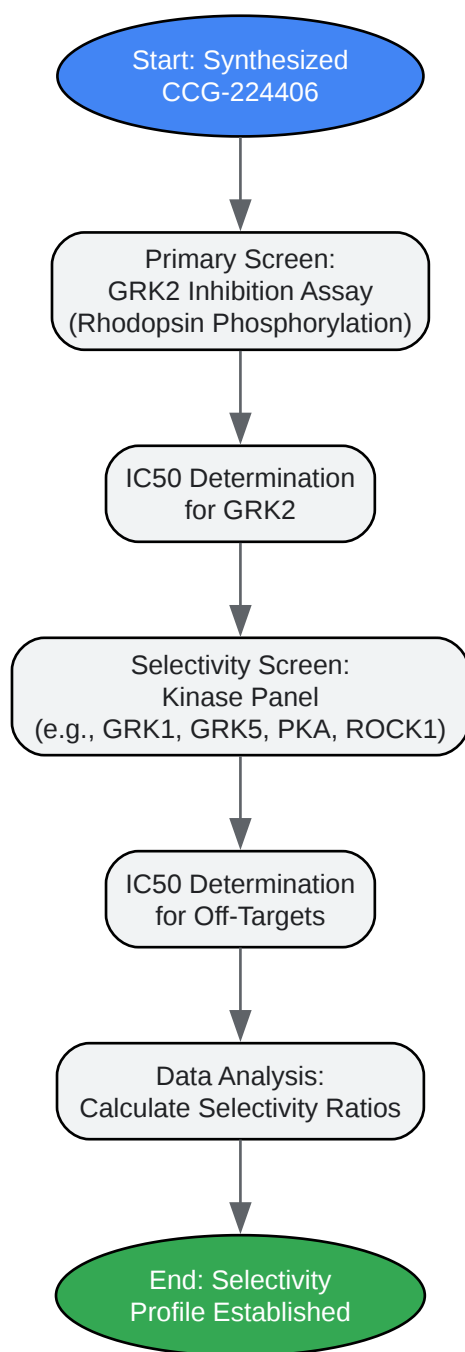 Start: Synthesized
CCG-224406
Primary Screen:
GRK2 Inhibition Assay
(Rhodopsin Phosphorylation)
IC50 Determination
for GRK2
Selectivity Screen:
Kinase Panel
(e.g., GRK1, GRK5, PKA, ROCK1)
IC50 Determination
for Off-Targets
Data Analysis:
Calculate Selectivity Ratios
End: Selectivity
Profile Established